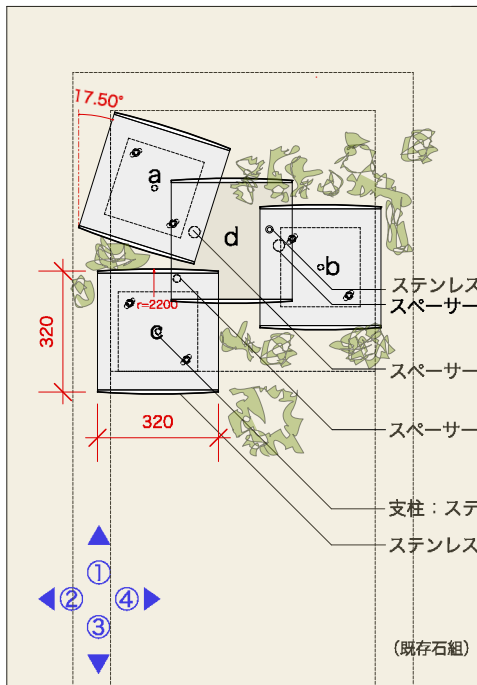 17.50°
a
d
b
ステンレス
スペーサー
r=2200
320
c
スペーサー
320
スペーサー
支柱：ステ
ステンレス
①
② ④
③
（既存石組）